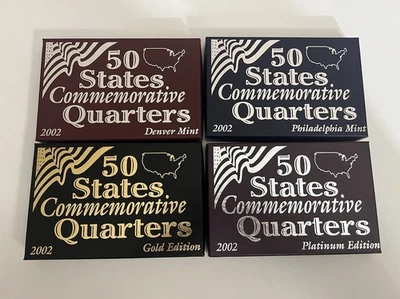 50
States
Commemorative
Quarters
2002 Denver Mint
50
States
Commemorative
Quarters
2002 Philadelphia Mint
50
States
Commemorative
Quarters
2002 Gold Edition
50
States
Commemorative
Quarters
2002 Platinum Edition